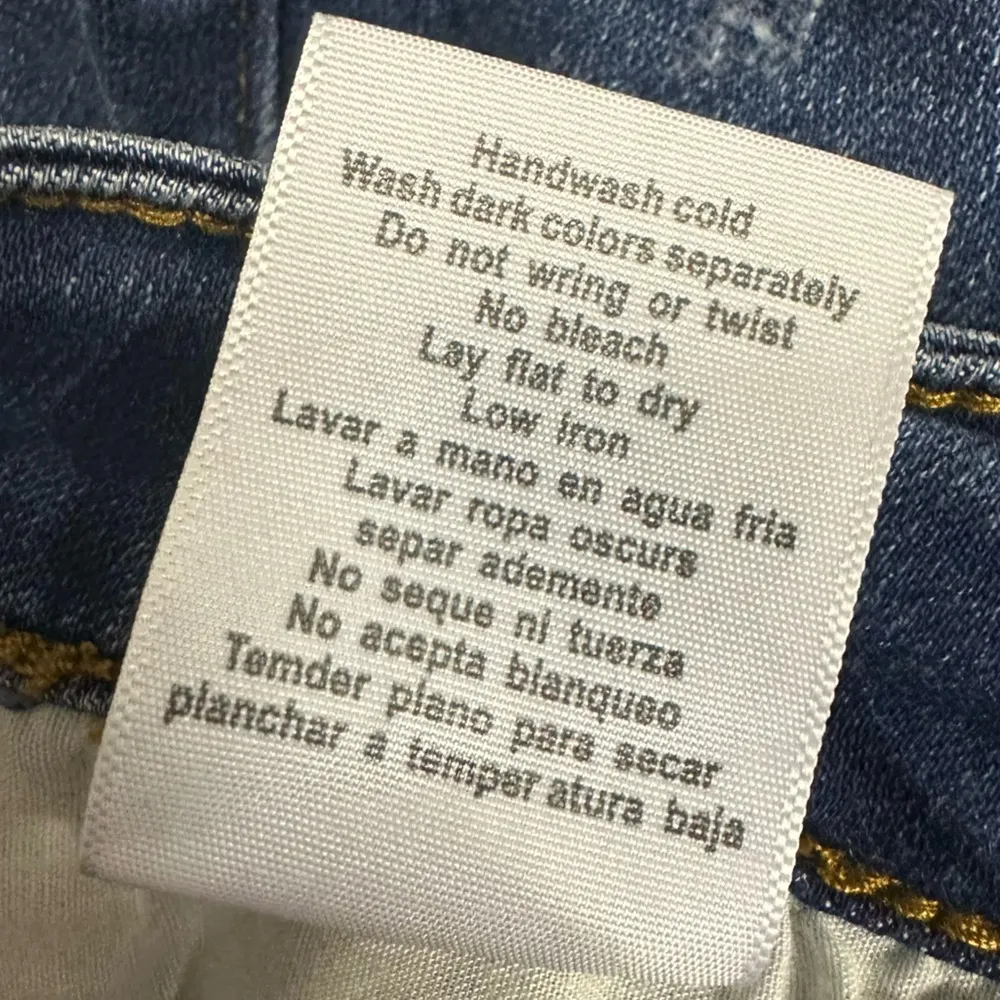 Handwash cold
Wash dark colors separately
Do not wring or twist
No bleach
Lay flat to dry
Low iron
Lavar a mano en agua fria
Lavar ropa oscurs
separ ademente
No seque ni tuerza
No acepta blanqueo
Temder plano para secar
planchar a temper atura baja